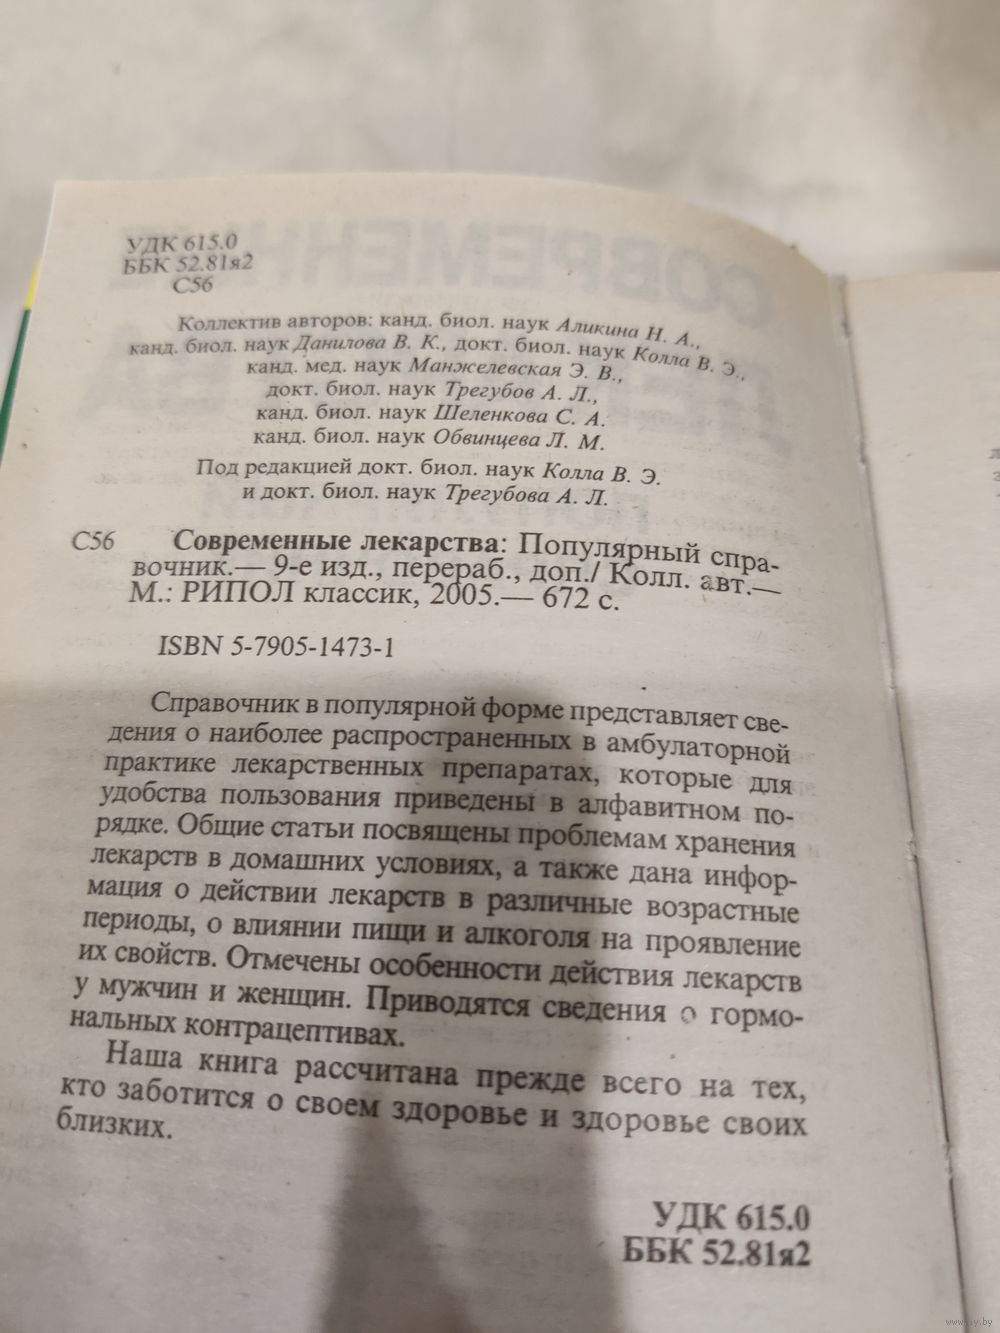 УДК 615.0
ББК 52.81я2
С56
Коллектив авторов: канд. биол. наук Аликина Н. А.,
канд. биол. наук Данилова В. К., докт. биол. наук Колла В. Э.,
канд. мед. наук Манжелевская Э. В.,
докт. биол. наук Трегубов А. Л.,
канд. биол. наук Шеленкова С. А.
канд. биол. наук Обвинцева Л. М.
Под редакцией докт. биол. наук Колла В. Э.
и докт. биол. наук Трегубова А. Л.
С56 Современные лекарства: Популярный спра-
вочник.— 9-е изд., перераб., доп./ Колл. авт.—
М.: РИПОЛ классик, 2005.— 672 с.
ISBN 5-7905-1473-1
Справочник в популярной форме представляет све-
дения о наиболее распространенных в амбулаторной
практике лекарственных препаратах, которые для
удобства пользования приведены в алфавитном по-
рядке. Общие статьи посвящены проблемам хранения
лекарств в домашних условиях, а также дана инфор-
мация о действии лекарств в различные возрастные
периоды, о влиянии пищи и алкоголя на проявление
их свойств. Отмечены особенности действия лекарств
у мужчин и женщин. Приводятся сведения о гормо-
нальных контрацептивах.
Наша книга рассчитана прежде всего на тех,
кто заботится о своем здоровье и здоровье своих
близких.
УДК 615.0
ББК 52.81я2